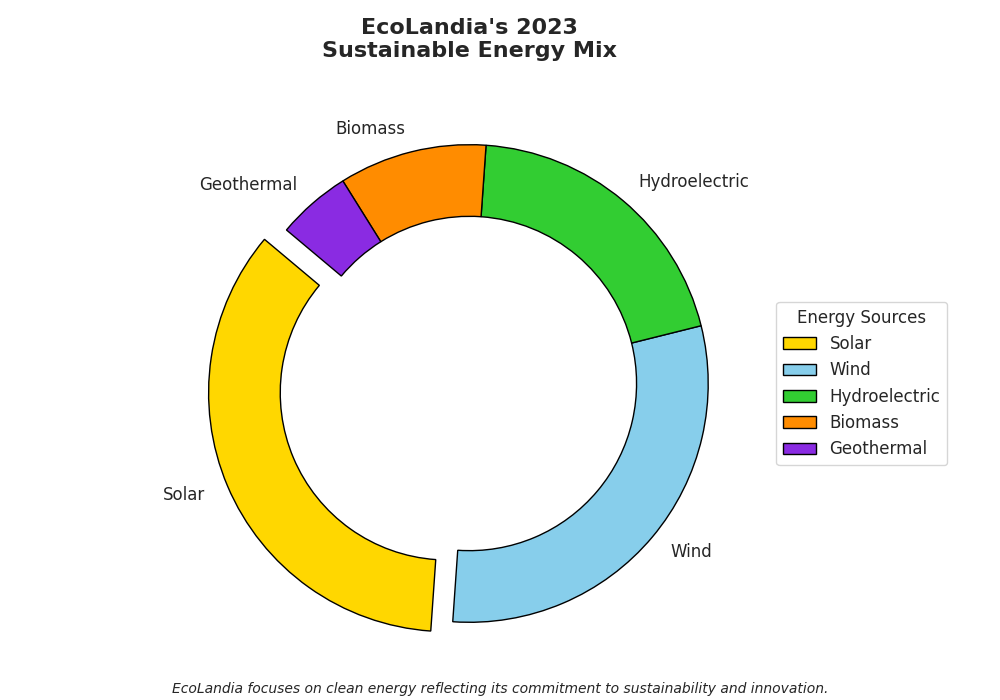 EcoLandia's 2023
Sustainable Energy Mix
Biomass
Geothermal
Hydroelectric
Energy Sources
Solar
Wind
Hydroelectric
Biomass
Geothermal
Solar
Wind
EcoLandia focuses on clean energy reflecting its commitment to sustainability and innovation.